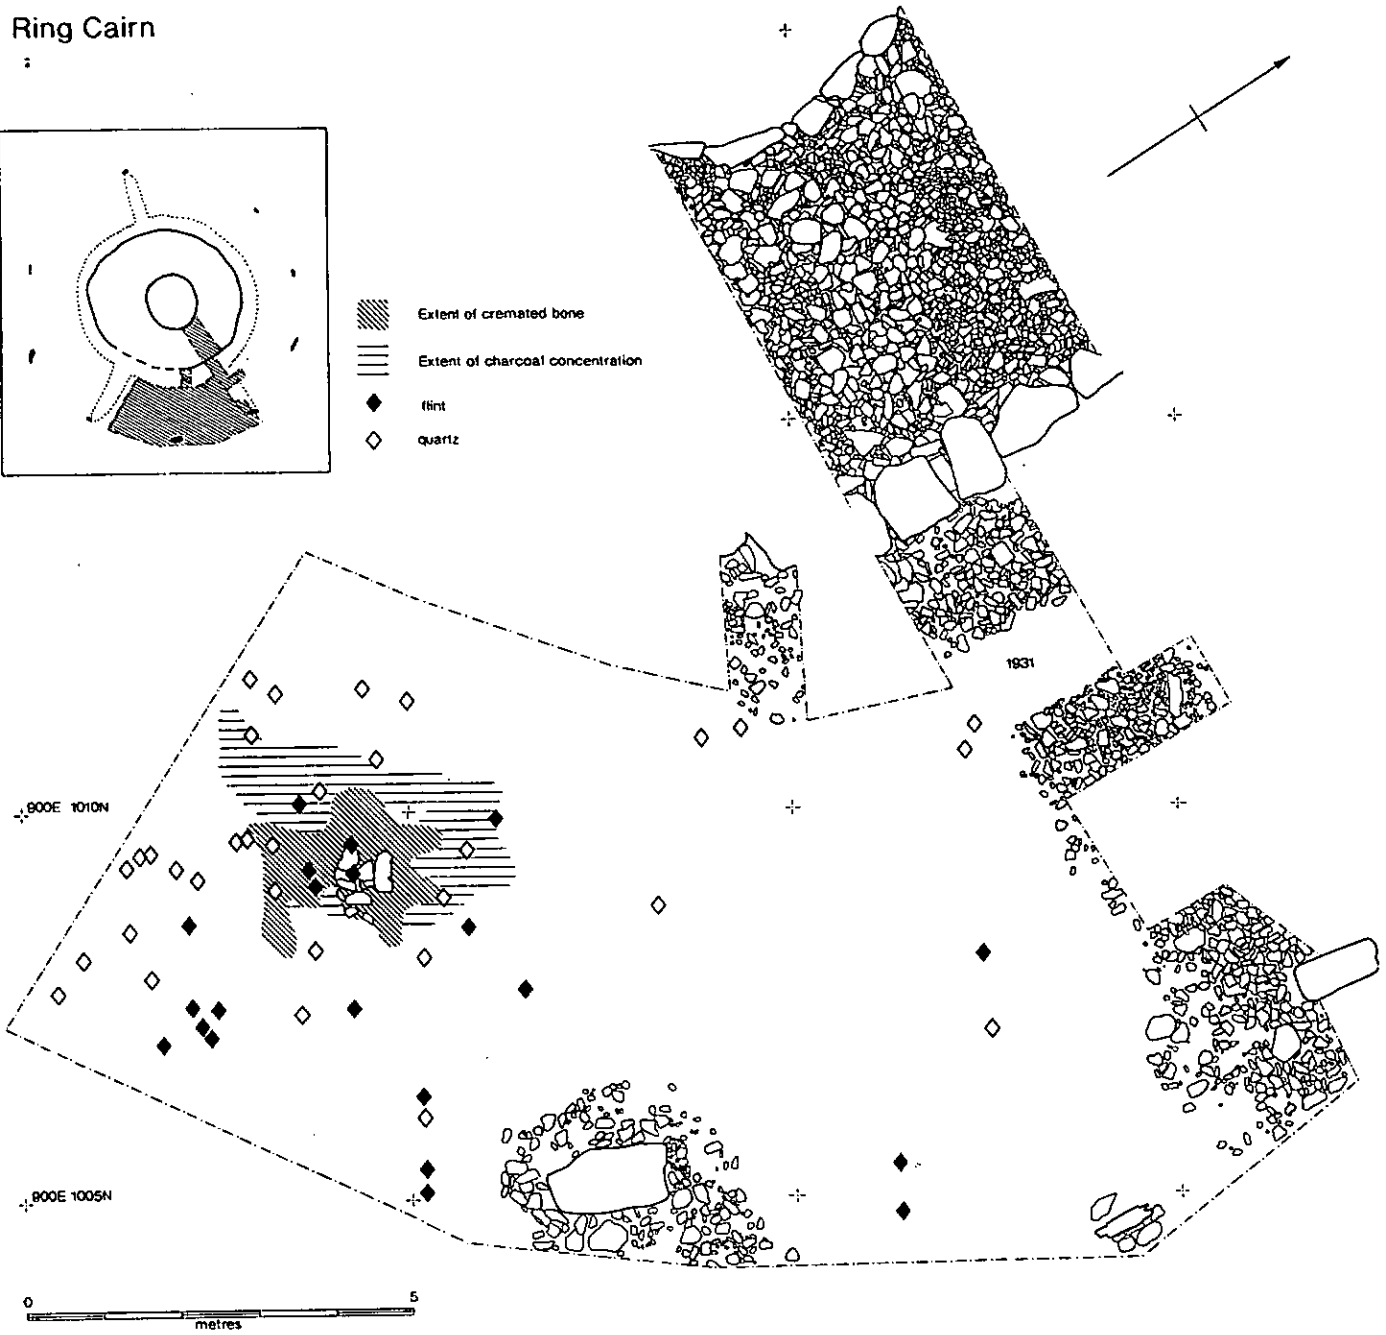 Ring Cairn
Extent of cremated bone
Extent of charcoal concentration
flint
quartz
1931
900E 1010N
900E 1005N
0 5
metres